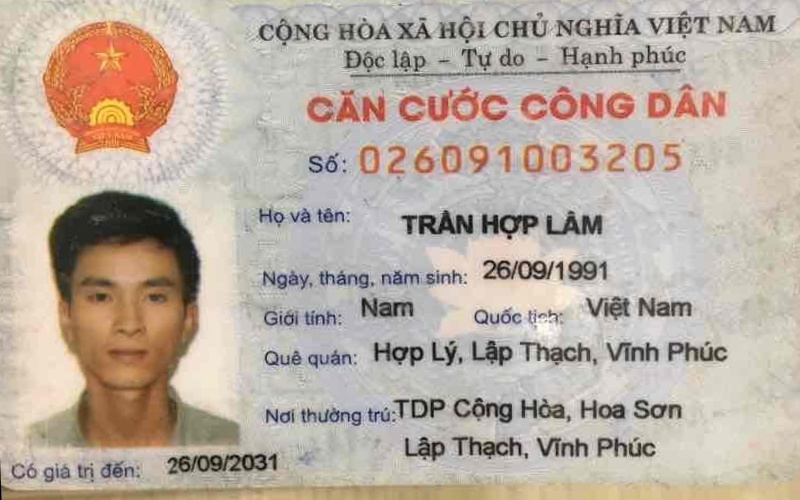 CỘNG HÒA XÃ HỘI CHỦ NGHĨA VIỆT NAM
Độc lập - Tự do - Hạnh phúc
CĂN CƯỚC CÔNG DÂN
Số: 026091003205
Họ và tên: TRẦN HỢP LÂM
Ngày, tháng, năm sinh: 26/09/1991
Giới tính: Nam Quốc tịch: Việt Nam
Quê quán: Hợp Lý, Lập Thạch, Vĩnh Phúc
Nơi thường trú: TDP Cộng Hòa, Hoa Sơn
Lập Thạch, Vĩnh Phúc
Có giá trị đến: 26/09/2031